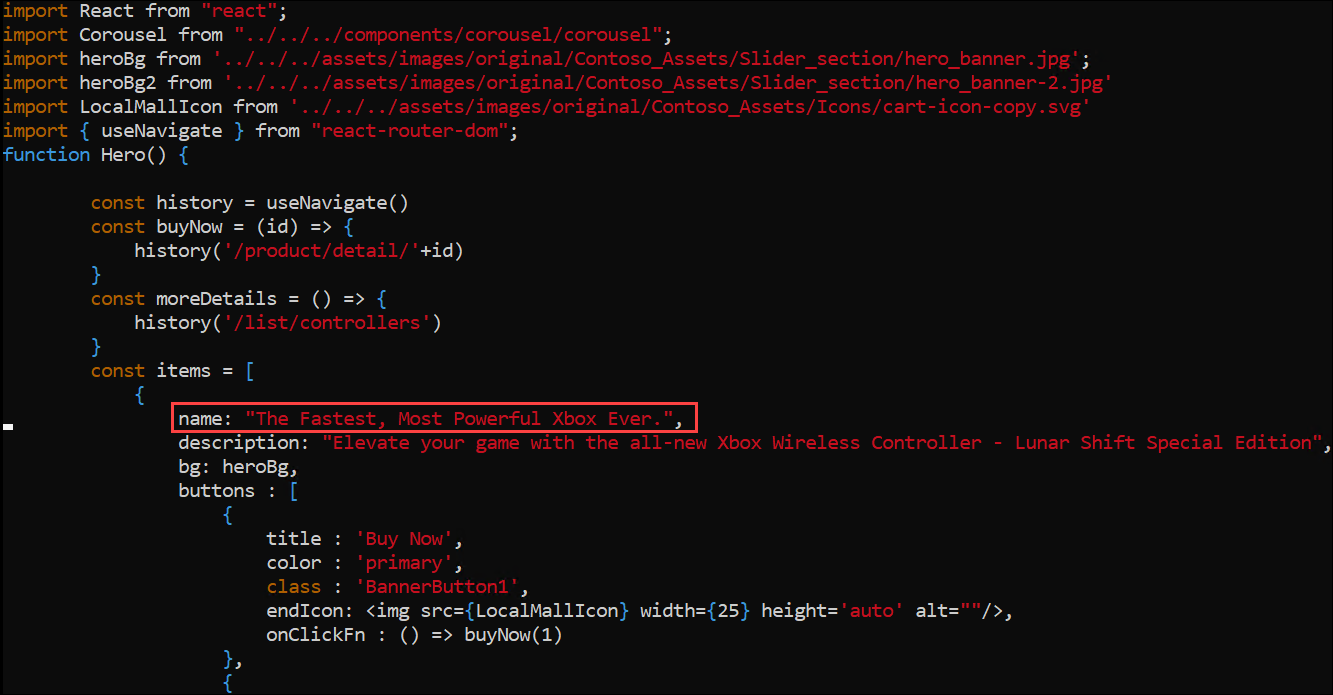 import React from "react";
import Corousel from "../../../components/corousel/corousel";
import heroBg from '../../../assets/images/original/Contoso_Assets/Slider_section/hero_banner.jpg';
import heroBg2 from '../../../assets/images/original/Contoso_Assets/Slider_section/hero_banner-2.jpg'
import LocalMallIcon from '../../../assets/images/original/Contoso_Assets/Icons/cart-icon-copy.svg'
import { useNavigate } from "react-router-dom";
function Hero() {
const history = useNavigate()
const buyNow = (id) => {
history('/product/detail/'+id)
}
const moreDetails = () => {
history('/list/controllers')
}
const items = [
{
name: "The Fastest, Most Powerful Xbox Ever.",
description: "Elevate your game with the all-new Xbox Wireless Controller - Lunar Shift Special Edition",
bg: heroBg,
buttons : [
{
title : 'Buy Now',
color : 'primary',
class : 'BannerButton1',
endIcon: <img src={LocalMallIcon} width={25} height='auto' alt=""/>,
onClickFn : () => buyNow(1)
},
{